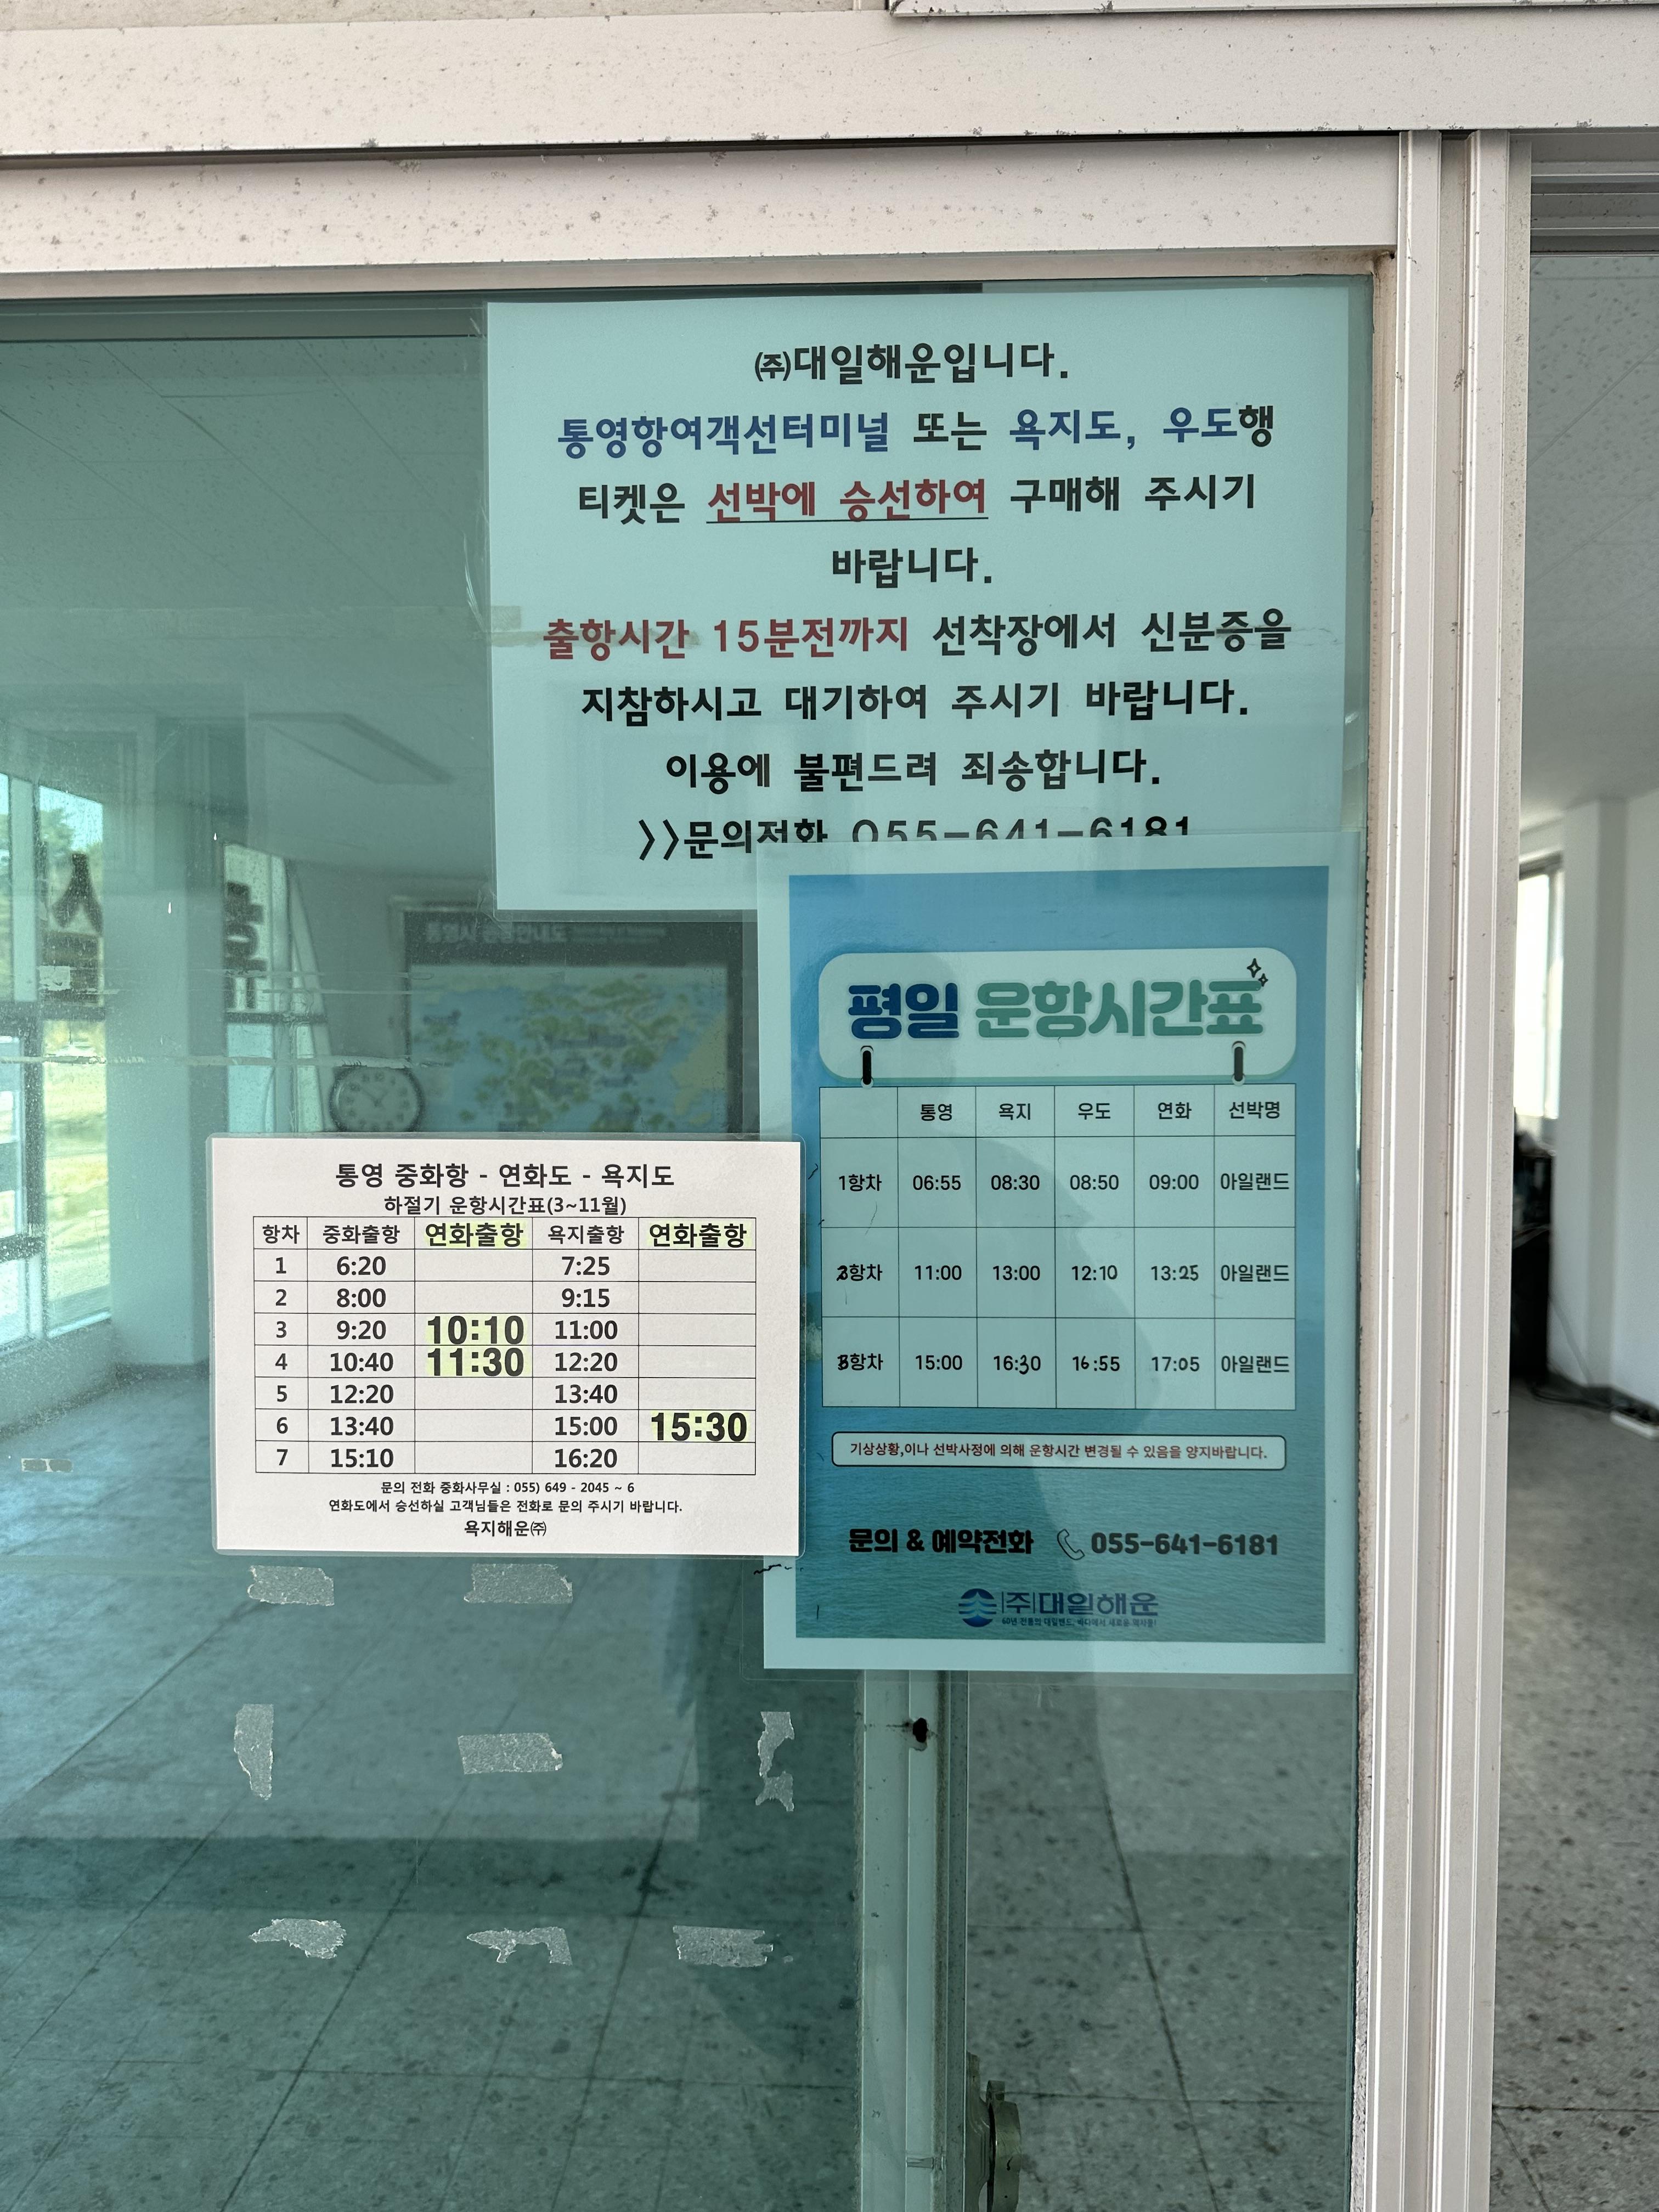 ㈜대일해운입니다.
통영항여객선터미널 또는 욕지도, 우도행
티켓은 선박에 승선하여 구매해 주시기
바랍니다.
출항시간 15분전까지 선착장에서 신분증을
지참하시고 대기하여 주시기 바랍니다.
이용에 불편드려 죄송합니다.
>>문의전화 055-641-6181
평일 운항시간표
통영 욕지 우도 연화 선박명
1항차 06:55 08:30 08:50 09:00 아일랜드
2항차 11:00 13:00 12:10 13:25 아일랜드
3항차 15:00 16:30 16:55 17:05 아일랜드
기상상황,이나 선박사정에 의해 운항시간 변경될 수 있음을 양지바랍니다.
문의 & 예약전화 055-641-6181
(주)대일해운
통영 중화항 - 연화도 - 욕지도
하절기 운항시간표(3~11월)
항차 중화출항 연화출항 욕지출항 연화출항
1 6:20 7:25
2 8:00 9:15
3 9:20 10:10 11:00
4 10:40 11:30 12:20
5 12:20 13:40
6 13:40 15:00 15:30
7 15:10 16:20
문의 전화 중화사무실 : 055) 649 - 2045 ~ 6
연화도에서 승선하실 고객님들은 전화로 문의 주시기 바랍니다.
욕지해운㈜